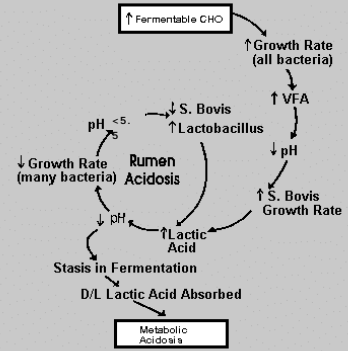 ↑ Fermentable CHO
↑ Growth Rate
(all bacteria)
↑ VFA
↓ pH
↑ S. Bovis
Growth Rate
↑ Lactic
Acid
↓ pH
↓ Growth Rate
(many bacteria)
pH <5.
5
↓ S. Bovis
↑ Lactobacillus
Rumen
Acidosis
Stasis in Fermentation
D/L Lactic Acid Absorbed
Metabolic
Acidosis